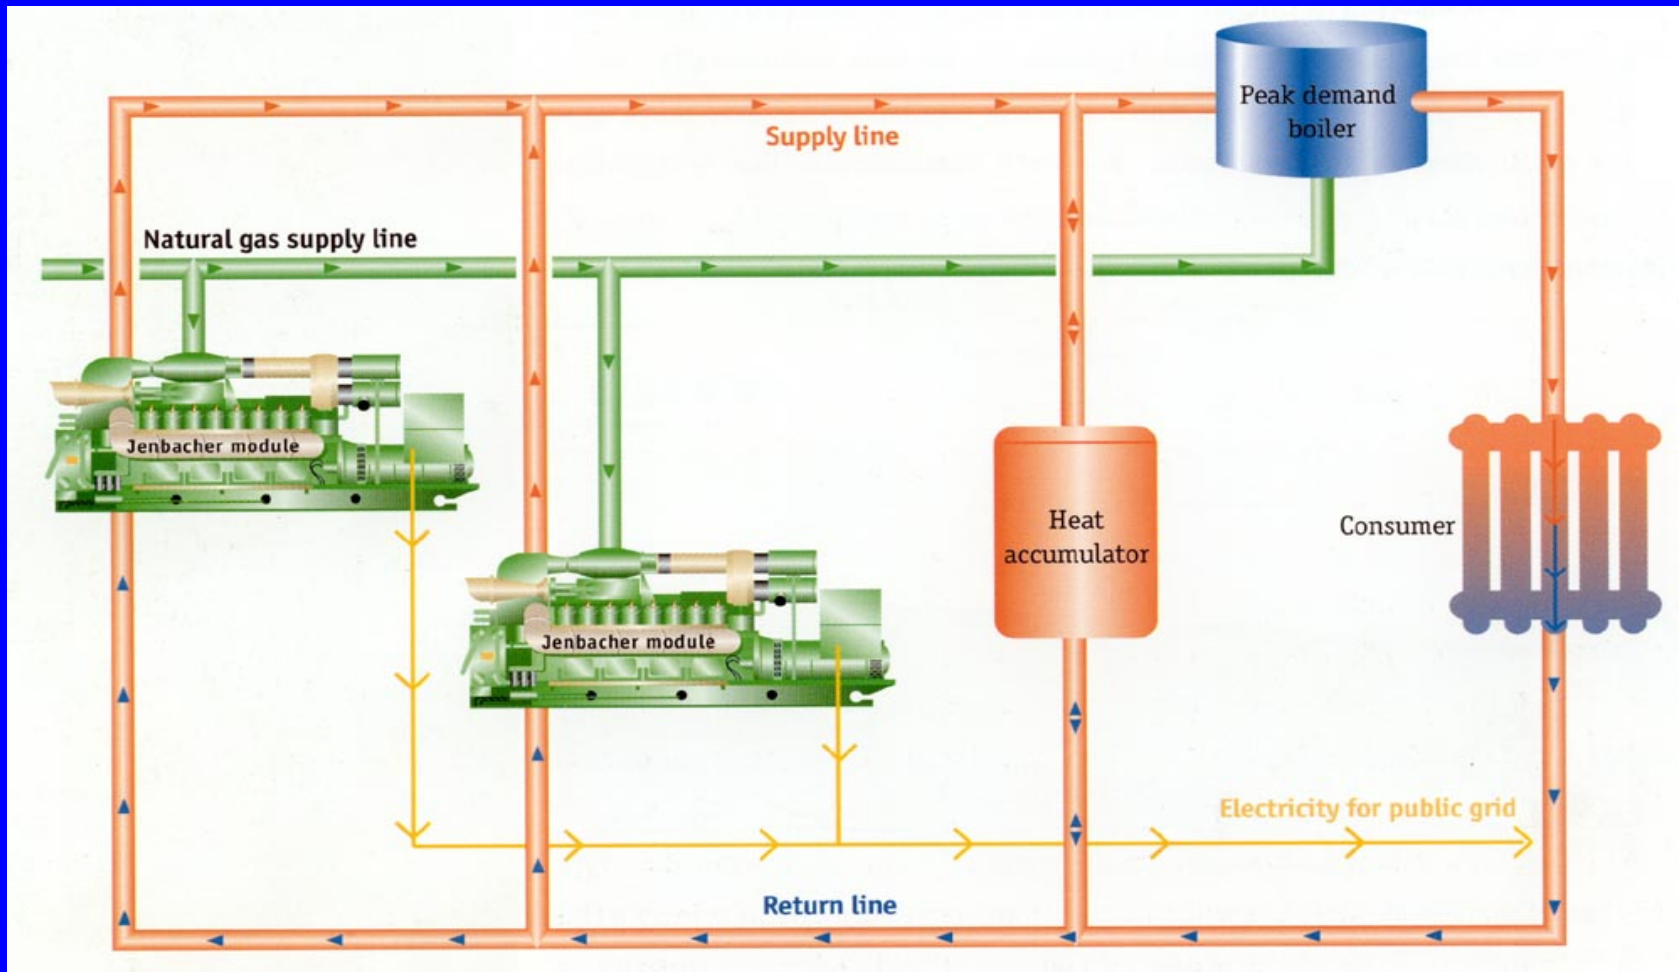 Peak demand
boiler
Supply line
Natural gas supply line
Jenbacher module
Heat
accumulator
Consumer
Jenbacher module
Electricity for public grid
Return line